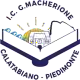 I.C. G.MACHERIONE
CALATABIANO - PIEDIMONTE